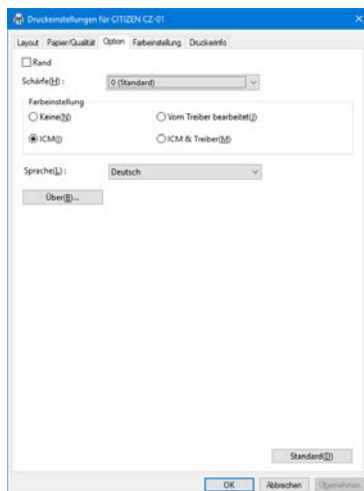 Druckeinstellungen für CITIZEN CZ-01
Layout Papier/Qualität Option Farbeinstellung Druckerinfo
Rand
Schärfe(H) : 0 (Standard)
Farbeinstellung
Keine(N) Vom Treiber bearbeitet(J)
ICM(I) ICM & Treiber(M)
Sprache(L) : Deutsch
Über(B)...
Standard(D)
OK Abbrechen Übernehmen